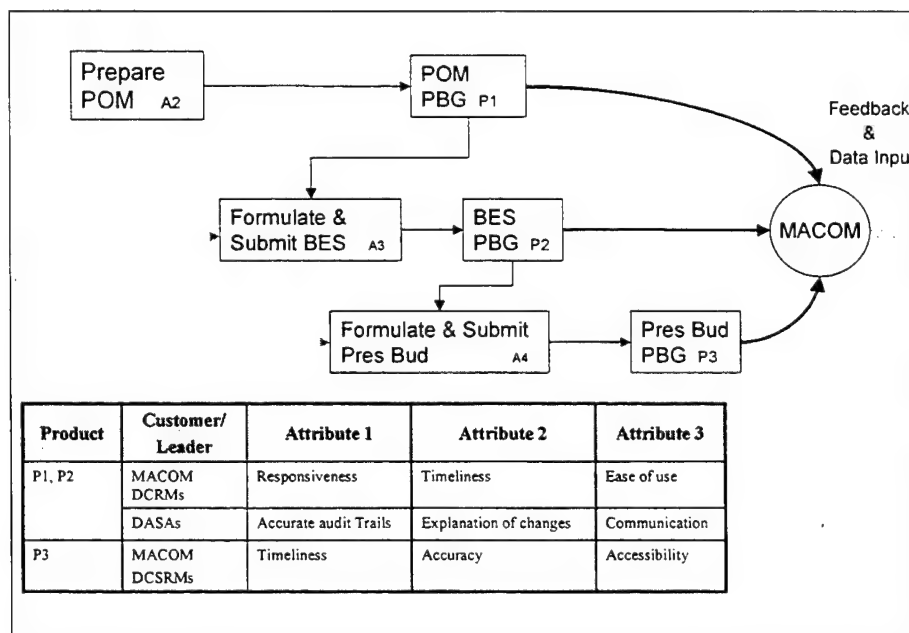 Prepare
POM A2
POM
PBG P1
Feedback
&
Data Input
Formulate &
Submit BES A3
BES
PBG P2
MACOM
Formulate & Submit
Pres Bud A4
Pres Bud
PBG P3
Product Customer/ Attribute 1 Attribute 2 Attribute 3
Leader
P1, P2 MACOM Responsiveness Timeliness Ease of use
DCRMs
DASAs Accurate audit Trails Explanation of changes Communication
P3 MACOM Timeliness Accuracy Accessibility
DCSRMs